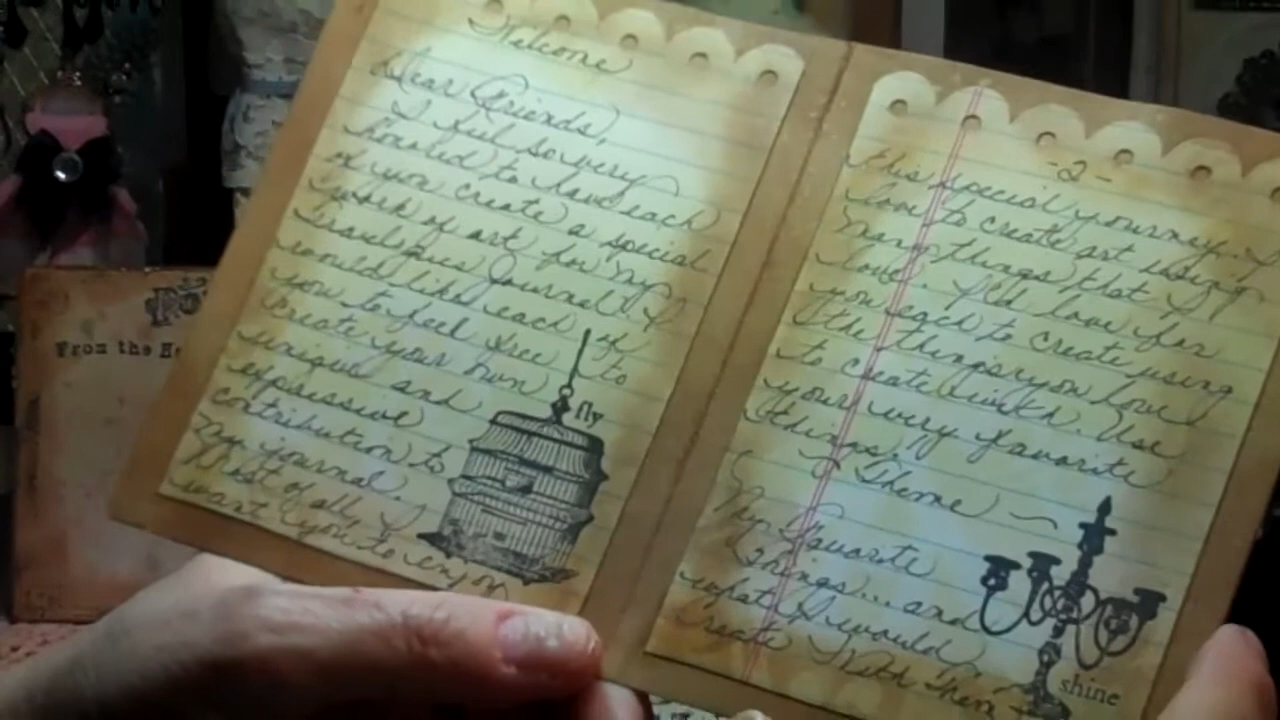 Welcome
Dear Friends,
I feel so very
honored to have each
of you create a special
work of art for my
Travel Pres Journal! I
would like each of
you to feel free to
create your own
unique and
expressive
contribution to
my journal.
Most of all, I
want you to enjoy
fly
-2-
this special journey. I
love to create art using
many things that I
love. I'd love for
you each to create using
the things you love
to create with. Use
your very favorite
things.
~ Theme ~
My Favorite
Things... and
what I would
Create With Them
shine
From the